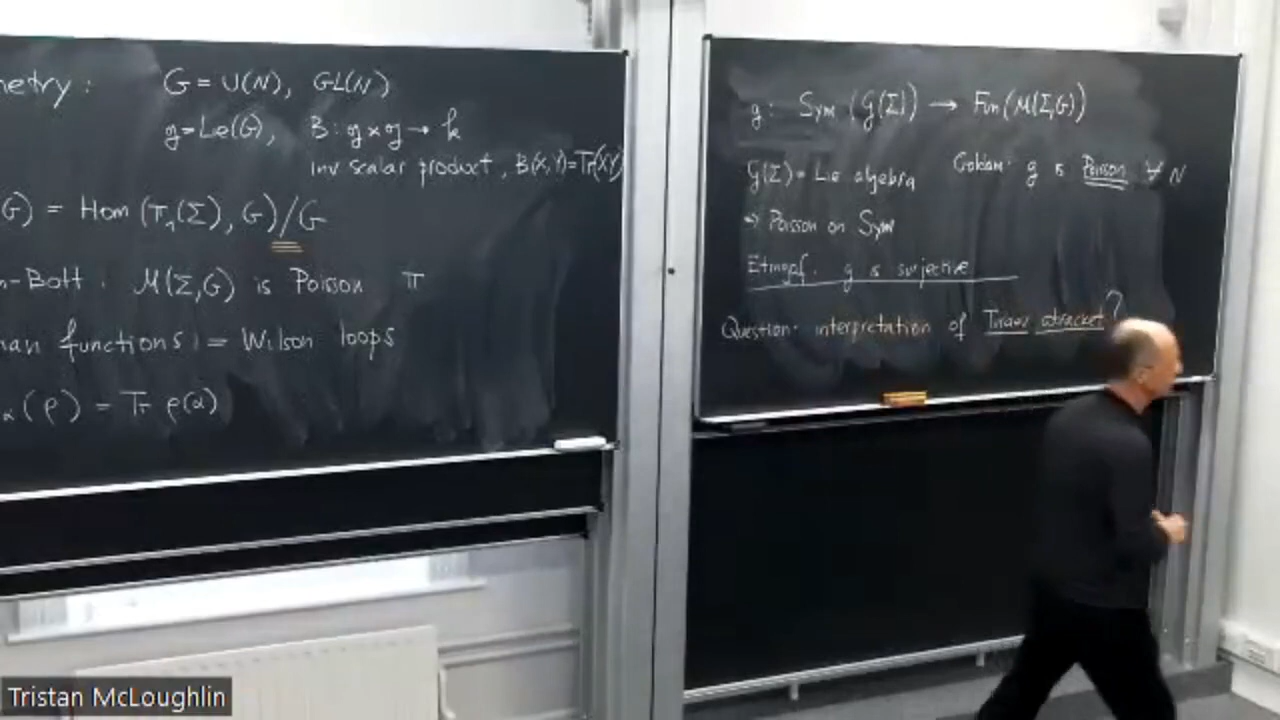 netry : G = U(N), GL(N)
g = Lie(G), B : g × g → k
inv scalar product, B(X,Y)=Tr(XY)
G) = Hom (π₁(Σ), G)/G
n-Bott : M(Σ,G) is Poisson π
man functions = Wilson loops
α (ρ) = Tr ρ(α)
g : Sym (G(Σ)) → Fun(M(Σ,G))
G(Σ) = Lie algebra Goldman: g is Poisson ∀ N
⇒ Poisson on Sym
Etingof: g is surjective
Question: interpretation of Turaev cobracket?
Tristan McLoughlin